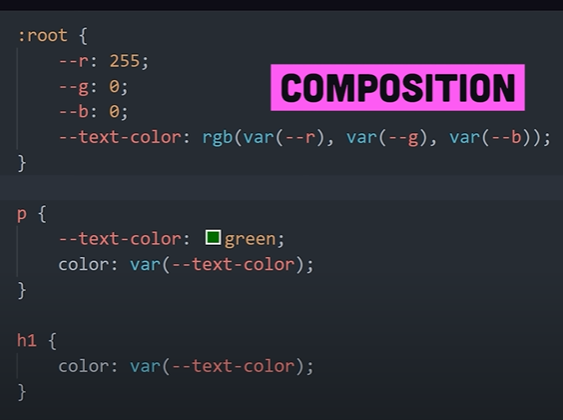 :root {
--r: 255;
--g: 0;
COMPOSITION
--b: 0;
--text-color: rgb(var(--r), var(--g), var(--b));
}
p {
--text-color: green;
color: var(--text-color);
}
h1 {
color: var(--text-color);
}